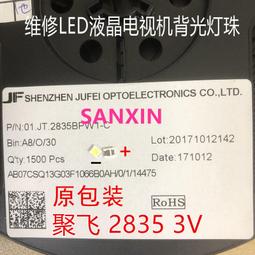 维修LED液晶电视机背光灯珠
JF SHENZHEN JUFEI OPTOELECTRONICS CO.,LTD.
SANXIN
P/N:01.JT.2835BPW1-C
Bin:A8/O/30
Lot:20171012142
Q'ty:1500 Pcs
Date:171012
+
AB07CSQ13G03F1066B0AH/0/1/14475
RoHS
原包装
聚飞 2835 3V